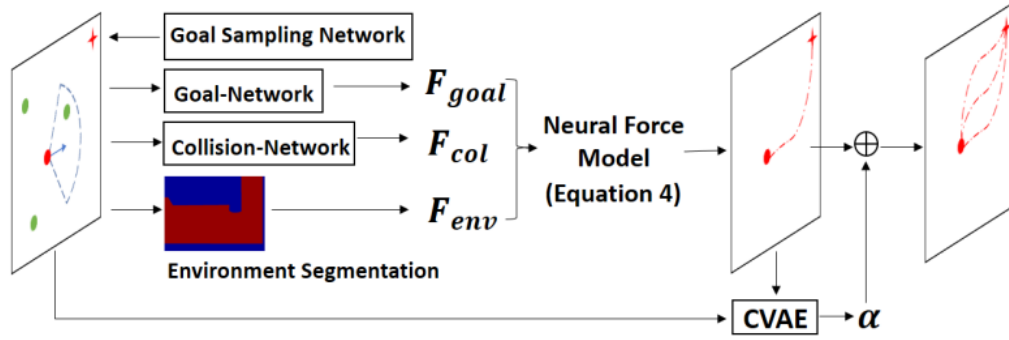 Goal Sampling Network
Goal-Network
F_goal
Collision-Network
F_col
Neural Force
Model
(Equation 4)
F_env
Environment Segmentation
CVAE
α